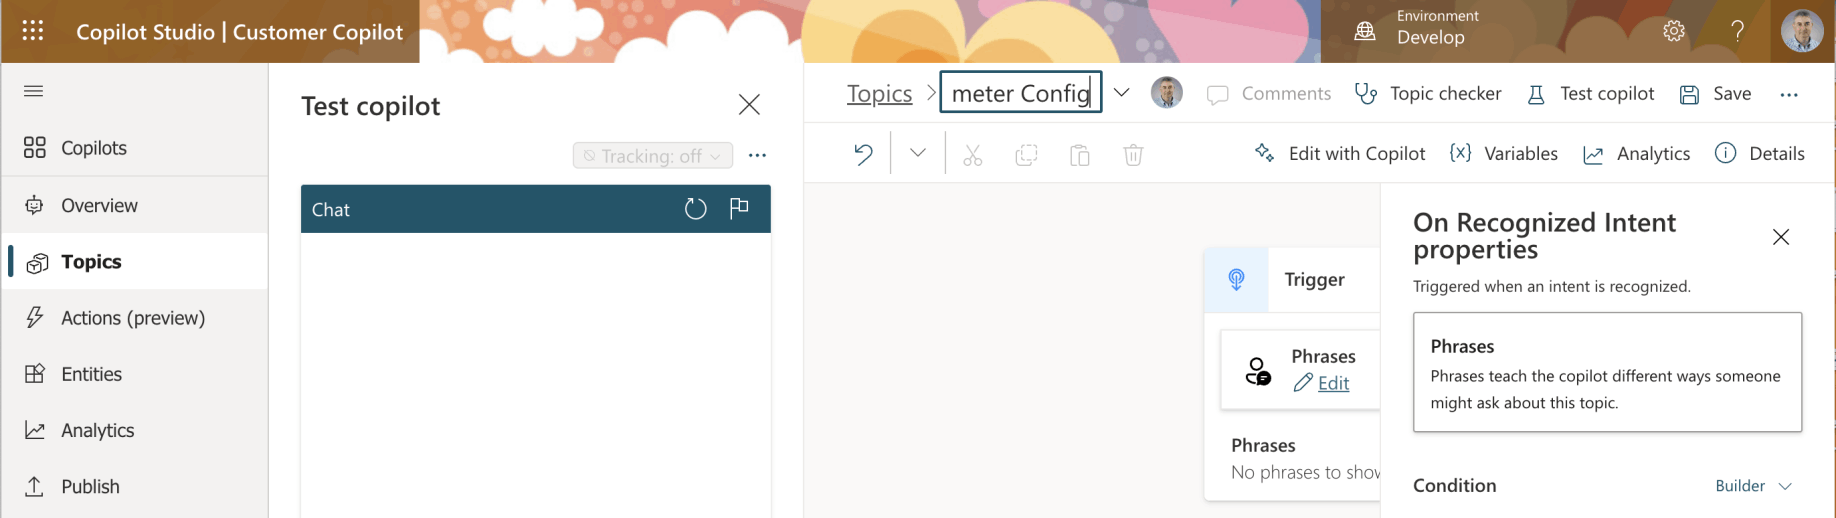 Copilot Studio | Customer Copilot
Environment
Develop
?
Copilots
Overview
Topics
Actions (preview)
Entities
Analytics
Publish
Test copilot
Tracking: off
Chat
Topics > meter Config
Comments
Topic checker
Test copilot
Save
Edit with Copilot
{x} Variables
Analytics
Details
Trigger
Phrases
Edit
Phrases
No phrases to show
On Recognized Intent
properties
Triggered when an intent is recognized.
Phrases
Phrases teach the copilot different ways someone
might ask about this topic.
Condition
Builder